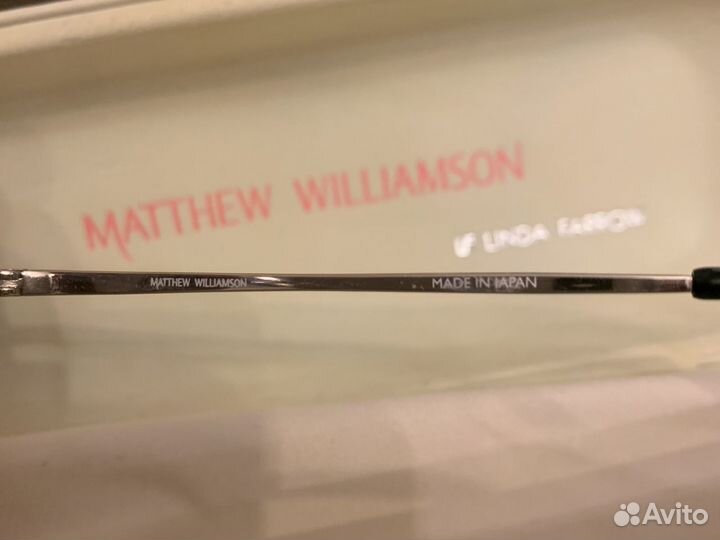 MATTHEW WILLIAMSON
LF LINDA FARROW
MATTHEW WILLIAMSON MADE IN JAPAN
Avito